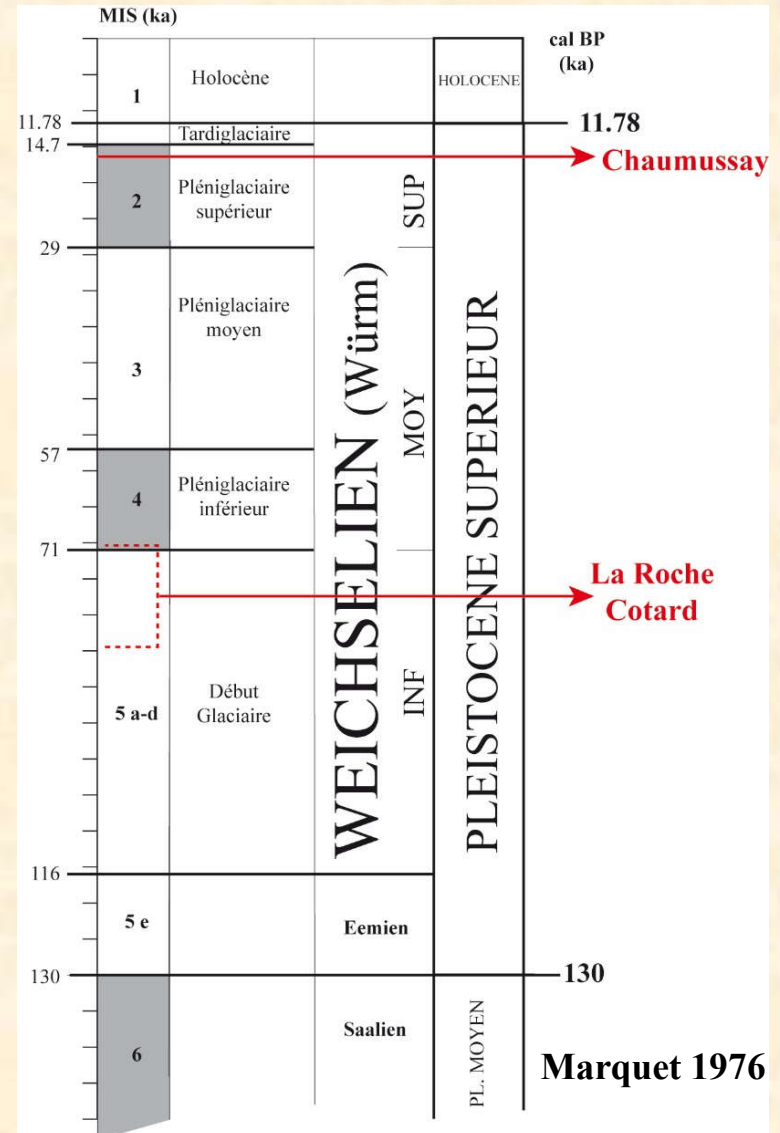 MIS (ka)
cal BP
(ka)
Holocène
HOLOCENE
1
11.78
11.78
Tardiglaciaire
14.7
Chaumussay
Pléniglaciaire
supérieur
2
SUP
29
Pléniglaciaire
moyen
3
MOY
57
Pléniglaciaire
inférieur
4
71
WEICHSELIEN (Würm)
PLEISTOCENE SUPERIEUR
La Roche
Cotard
Début
Glaciaire
5 a-d
INF
116
5 e
Eemien
130
130
Saalien
6
PL. MOYEN
Marquet 1976